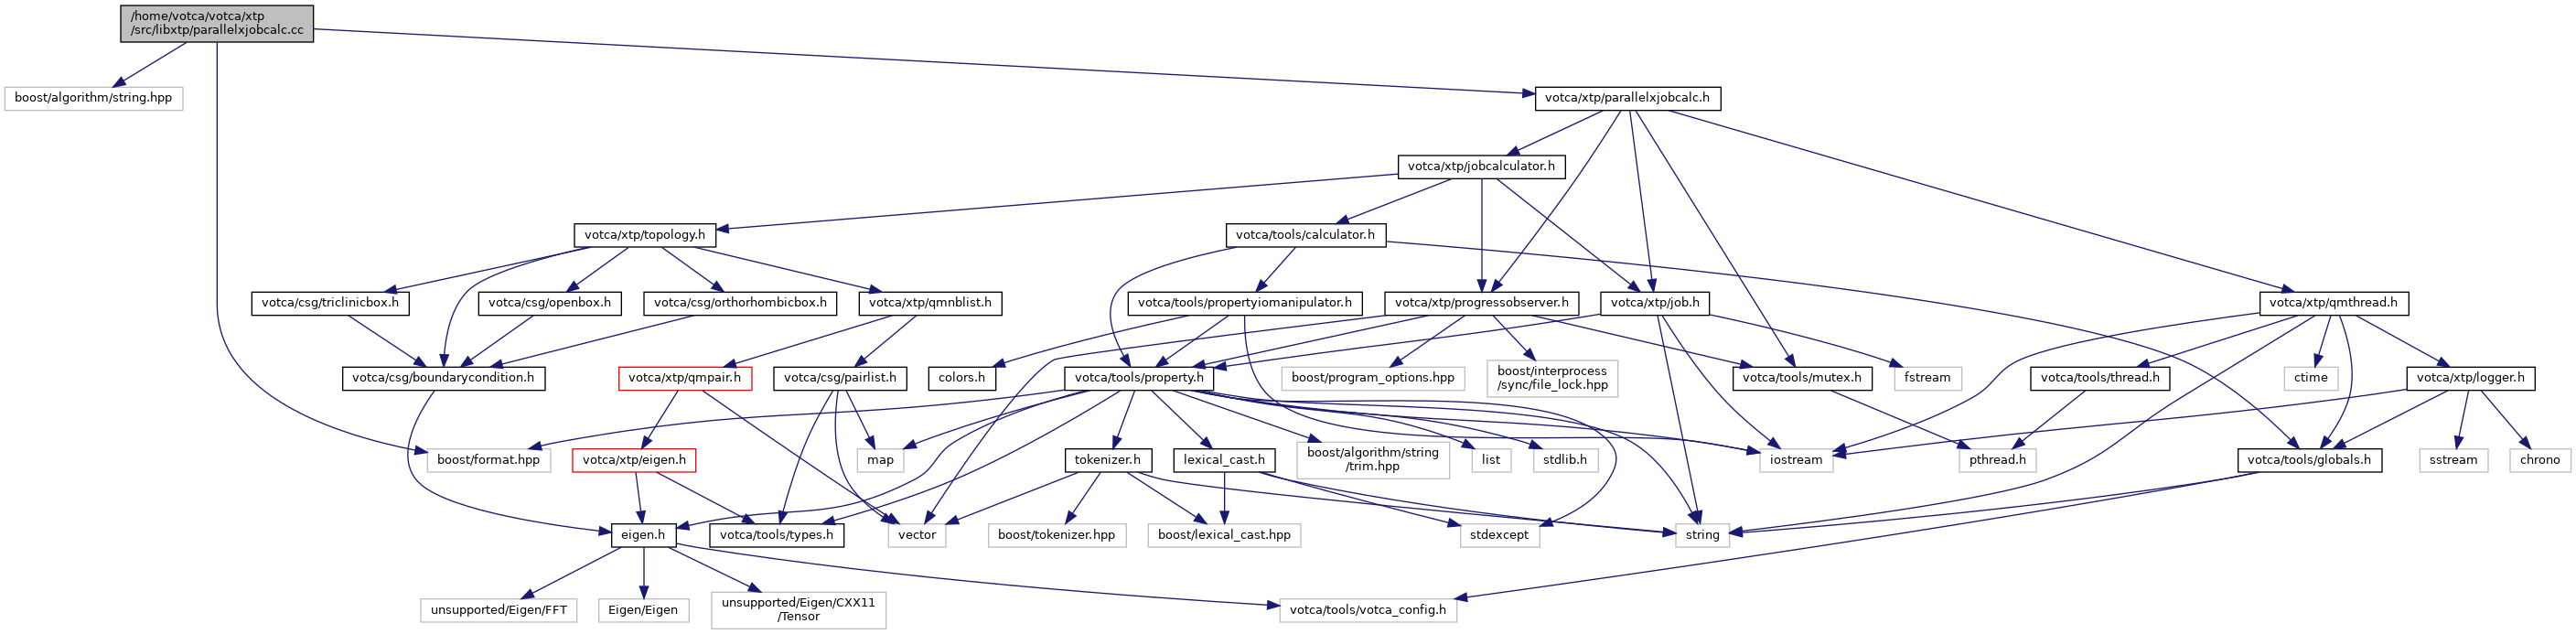 /home/votca/votca/xtp
/src/libxtp/parallelxjobcalc.cc
boost/algorithm/string.hpp
votca/xtp/parallelxjobcalc.h
votca/xtp/jobcalculator.h
votca/xtp/topology.h
votca/tools/calculator.h
votca/csg/triclinicbox.h
votca/csg/openbox.h
votca/csg/orthorhombicbox.h
votca/xtp/qmnblist.h
votca/tools/propertyiomanipulator.h
votca/xtp/progressobserver.h
votca/xtp/job.h
votca/xtp/qmthread.h
votca/csg/boundarycondition.h
votca/xtp/qmpair.h
votca/csg/pairlist.h
colors.h
votca/tools/property.h
boost/program_options.hpp
boost/interprocess
/sync/file_lock.hpp
votca/tools/mutex.h
fstream
votca/tools/thread.h
ctime
votca/xtp/logger.h
boost/format.hpp
votca/xtp/eigen.h
map
tokenizer.h
lexical_cast.h
boost/algorithm/string
/trim.hpp
list
stdlib.h
iostream
pthread.h
votca/tools/globals.h
sstream
chrono
eigen.h
votca/tools/types.h
vector
boost/tokenizer.hpp
boost/lexical_cast.hpp
stdexcept
string
unsupported/Eigen/FFT
Eigen/Eigen
unsupported/Eigen/CXX11
/Tensor
votca/tools/votca_config.h